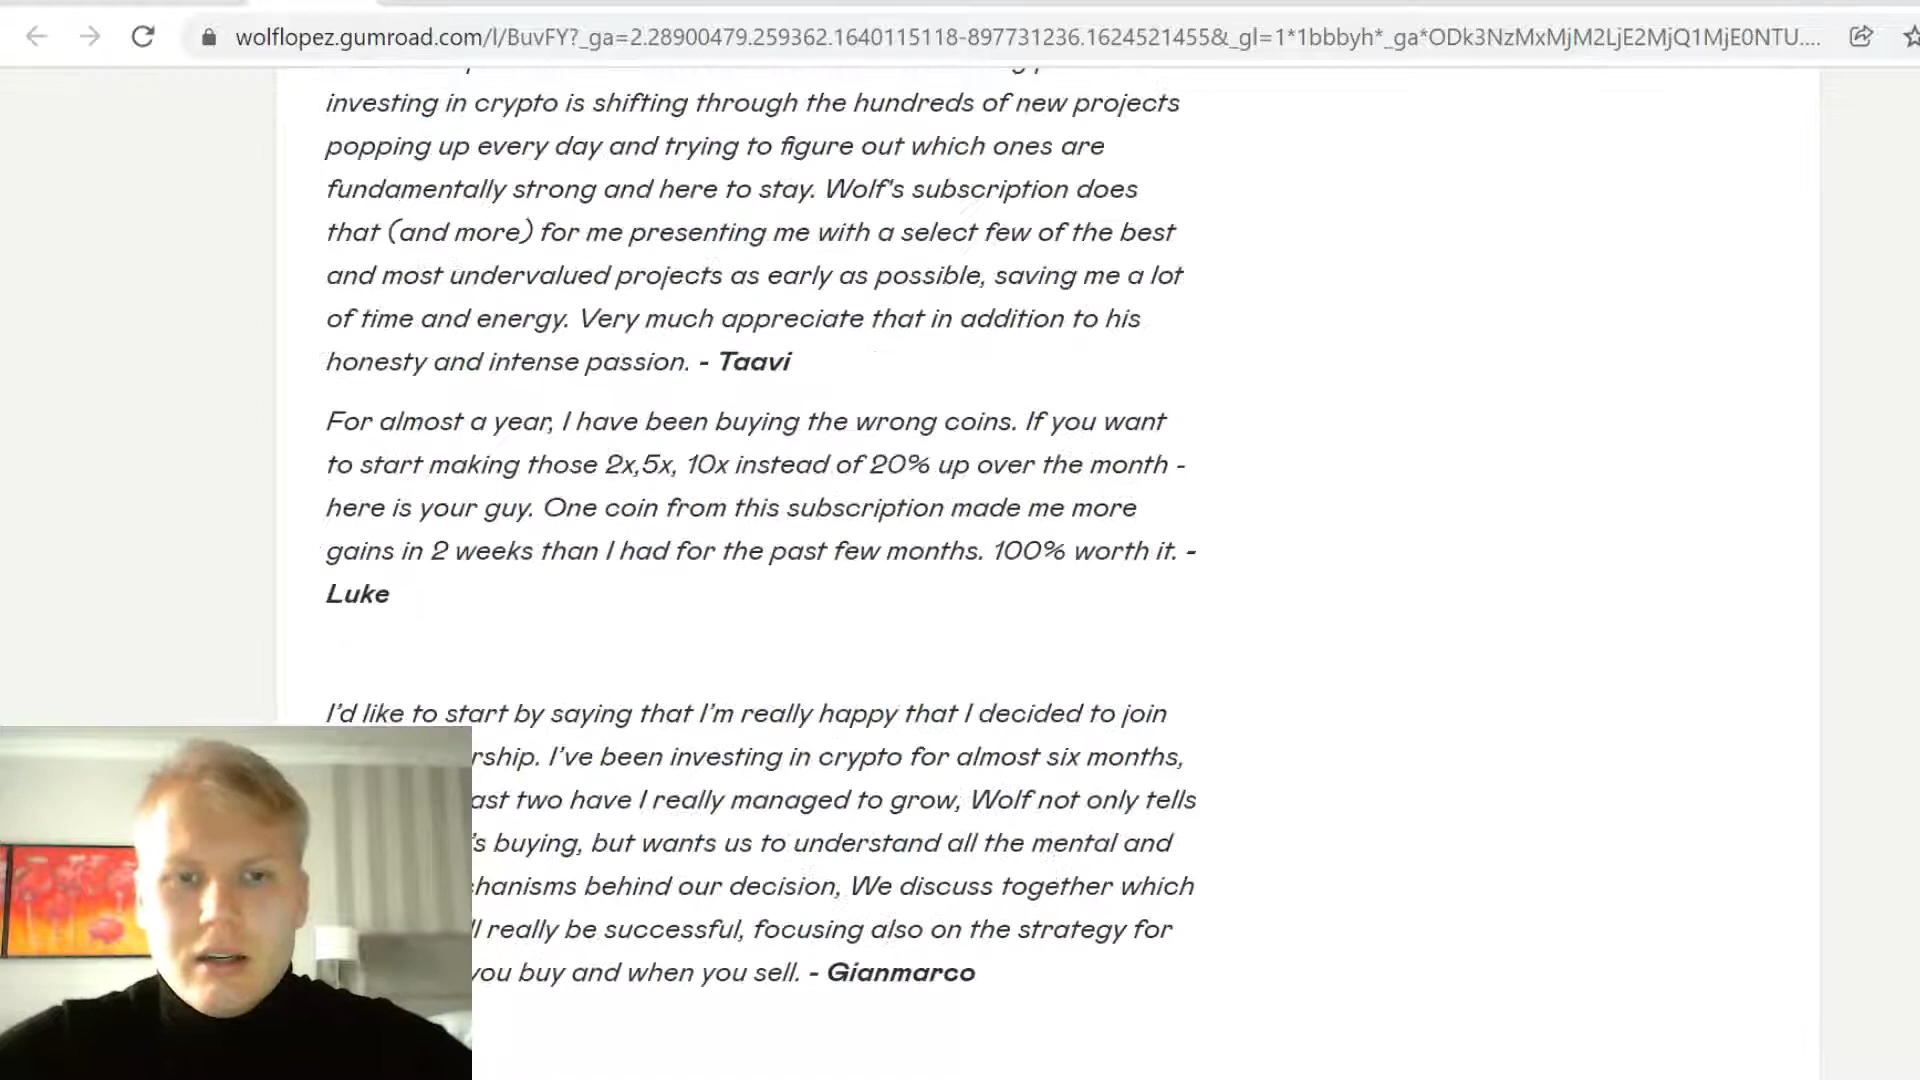 wolflopez.gumroad.com/l/BuvFY?_ga=2.28900479.259362.1640115118-897731236.1624521455&_gl=1*1bbbyh*_ga*ODk3NzMxMjM2LjE2MjQ1MjE0NTU....
investing in crypto is shifting through the hundreds of new projects
popping up every day and trying to figure out which ones are
fundamentally strong and here to stay. Wolf's subscription does
that (and more) for me presenting me with a select few of the best
and most undervalued projects as early as possible, saving me a lot
of time and energy. Very much appreciate that in addition to his
honesty and intense passion. - Taavi
For almost a year, I have been buying the wrong coins. If you want
to start making those 2x,5x, 10x instead of 20% up over the month -
here is your guy. One coin from this subscription made me more
gains in 2 weeks than I had for the past few months. 100% worth it. -
Luke
I'd like to start by saying that I'm really happy that I decided to join
rship. I've been investing in crypto for almost six months,
ast two have I really managed to grow, Wolf not only tells
's buying, but wants us to understand all the mental and
hanisms behind our decision, We discuss together which
ll really be successful, focusing also on the strategy for
you buy and when you sell. - Gianmarco